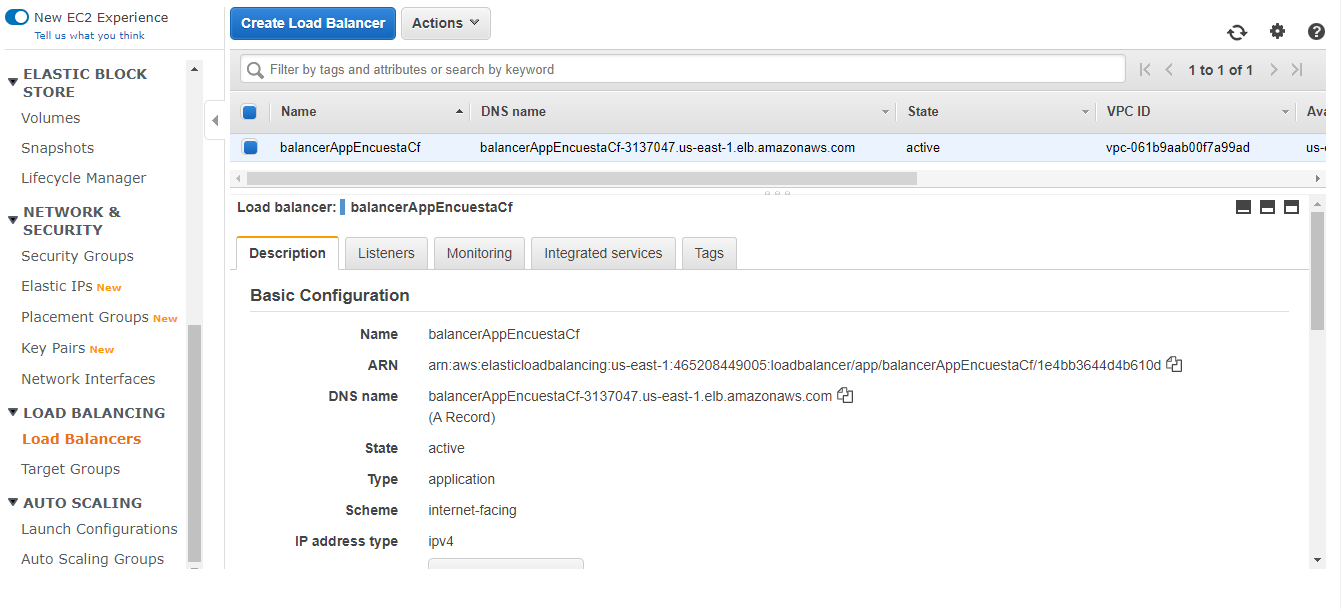 New EC2 Experience
Tell us what you think
ELASTIC BLOCK
STORE
Volumes
Snapshots
Lifecycle Manager
NETWORK &
SECURITY
Security Groups
Elastic IPs New
Placement Groups New
Key Pairs New
Network Interfaces
LOAD BALANCING
Load Balancers
Target Groups
AUTO SCALING
Launch Configurations
Auto Scaling Groups
Create Load Balancer Actions
Filter by tags and attributes or search by keyword 1 to 1 of 1
Name DNS name State VPC ID Ava
balancerAppEncuestaCf balancerAppEncuestaCf-3137047.us-east-1.elb.amazonaws.com active vpc-061b9aab00f7a99ad us-e
Load balancer: balancerAppEncuestaCf
Description Listeners Monitoring Integrated services Tags
Basic Configuration
Name balancerAppEncuestaCf
ARN arn:aws:elasticloadbalancing:us-east-1:465208449005:loadbalancer/app/balancerAppEncuestaCf/1e4bb3644d4b610d
DNS name balancerAppEncuestaCf-3137047.us-east-1.elb.amazonaws.com
(A Record)
State active
Type application
Scheme internet-facing
IP address type ipv4